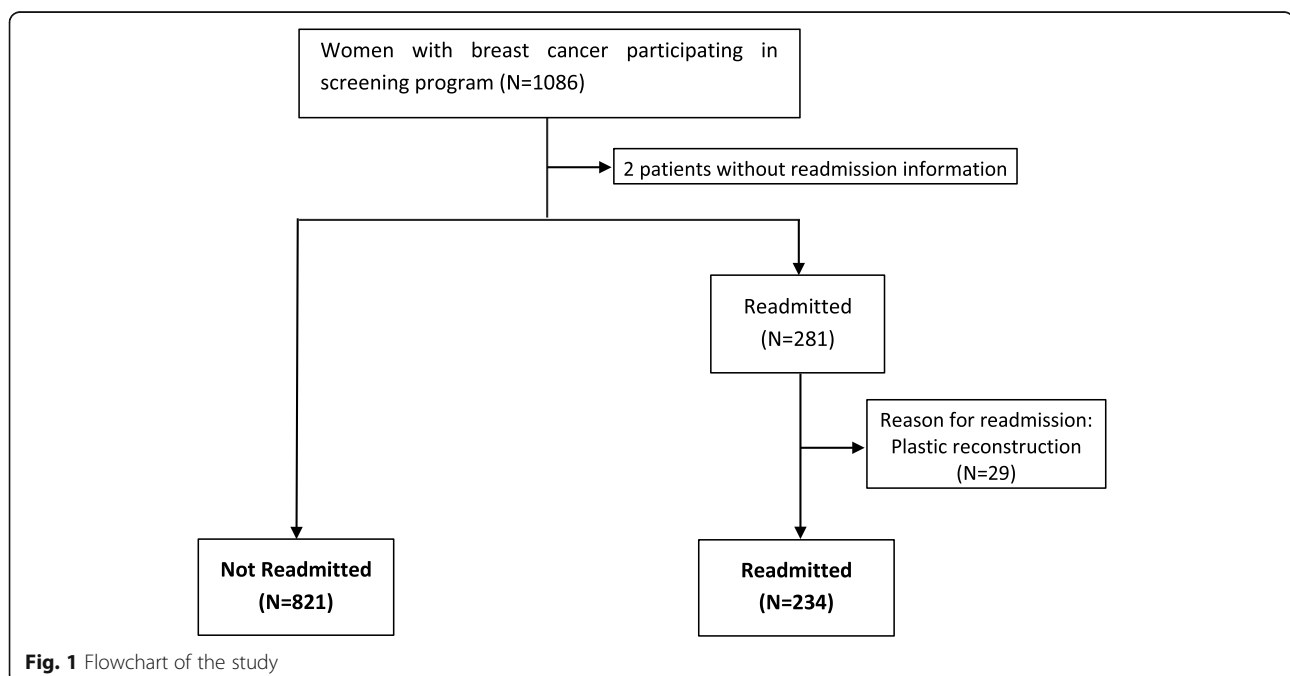 Women with breast cancer participating in
screening program (N=1086)
2 patients without readmission information
Readmitted
(N=281)
Reason for readmission:
Plastic reconstruction
(N=29)
Not Readmitted
(N=821)
Readmitted
(N=234)
Fig. 1 Flowchart of the study